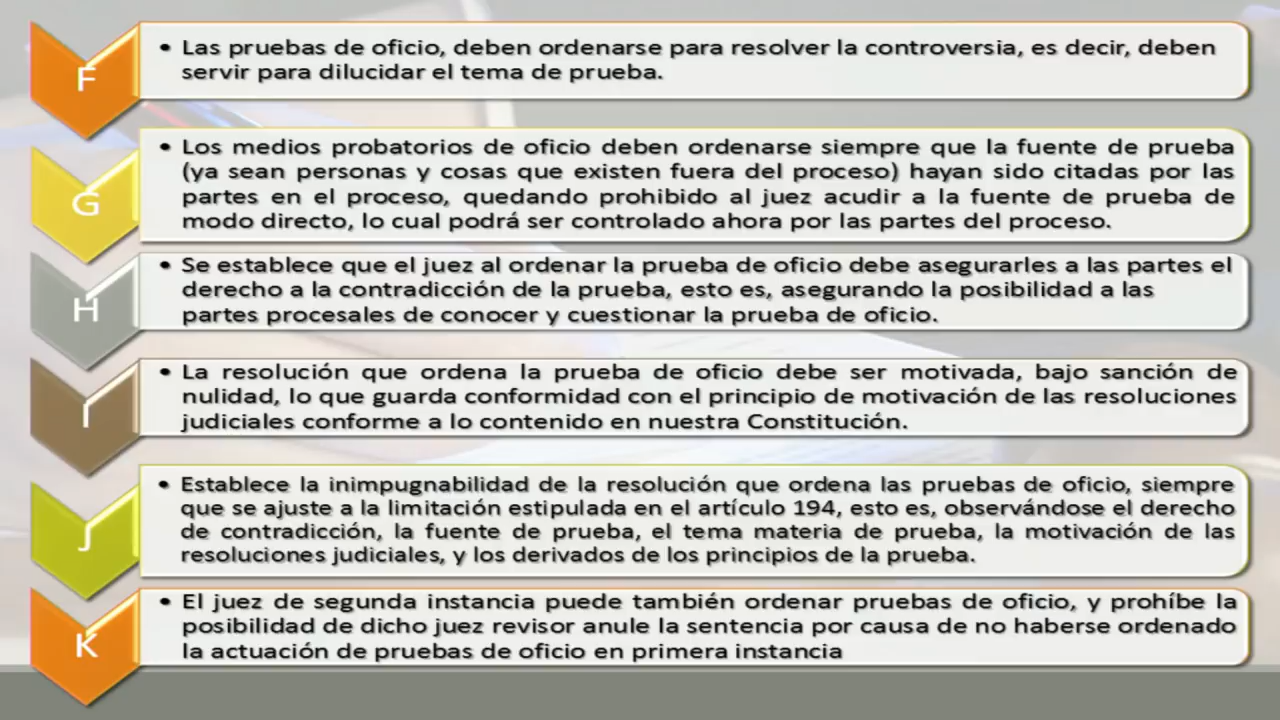 F
• Las pruebas de oficio, deben ordenarse para resolver la controversia, es decir, deben
servir para dilucidar el tema de prueba.
G
• Los medios probatorios de oficio deben ordenarse siempre que la fuente de prueba
(ya sean personas y cosas que existen fuera del proceso) hayan sido citadas por las
partes en el proceso, quedando prohibido al juez acudir a la fuente de prueba de
modo directo, lo cual podrá ser controlado ahora por las partes del proceso.
H
• Se establece que el juez al ordenar la prueba de oficio debe asegurarles a las partes el
derecho a la contradicción de la prueba, esto es, asegurando la posibilidad a las
partes procesales de conocer y cuestionar la prueba de oficio.
I
• La resolución que ordena la prueba de oficio debe ser motivada, bajo sanción de
nulidad, lo que guarda conformidad con el principio de motivación de las resoluciones
judiciales conforme a lo contenido en nuestra Constitución.
J
• Establece la inimpugnabilidad de la resolución que ordena las pruebas de oficio, siempre
que se ajuste a la limitación estipulada en el artículo 194, esto es, observándose el derecho
de contradicción, la fuente de prueba, el tema materia de prueba, la motivación de las
resoluciones judiciales, y los derivados de los principios de la prueba.
K
• El juez de segunda instancia puede también ordenar pruebas de oficio, y prohíbe la
posibilidad de dicho juez revisor anule la sentencia por causa de no haberse ordenado
la actuación de pruebas de oficio en primera instancia